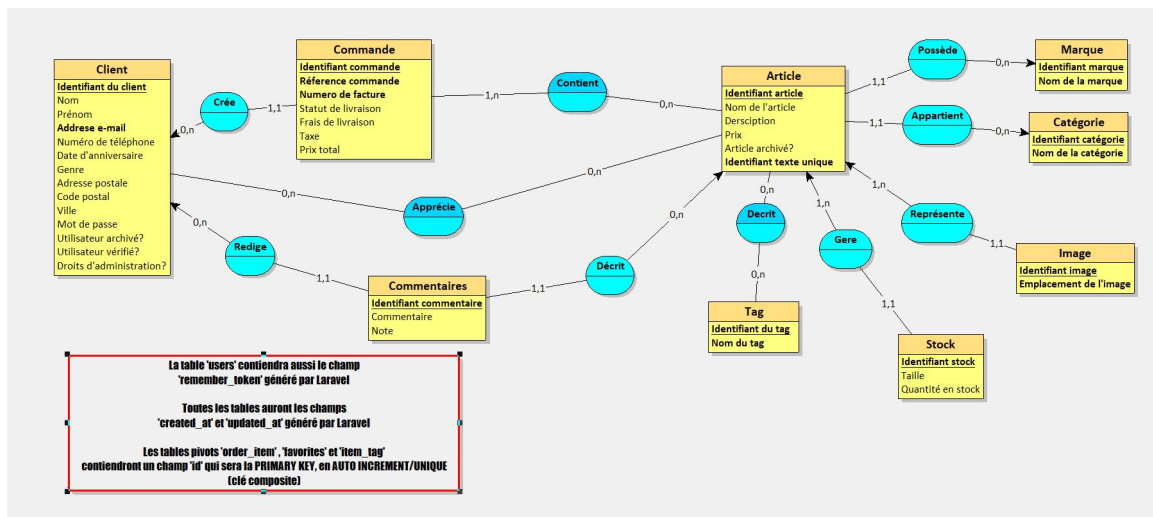 Client
Identifiant du client
Nom
Prénom
Addrese e-mail
Numéro de téléphone
Date d'anniversaire
Genre
Adresse postale
Code postal
Ville
Mot de passe
Utilisateur archivé?
Utilisateur vérifié?
Droits d'administration?
Crée
0,n
1,1
Commande
Identifiant commande
Réference commande
Numero de facture
Statut de livraison
Frais de livraison
Taxe
Prix total
1,n
Contient
0,n
Article
Identifiant article
Nom de l'article
Dersciption
Prix
Article archivé?
Identifant texte unique
1,1
Possède
0,n
Marque
Identifiant marque
Nom de la marque
1,1
Appartient
0,n
Catégorie
Identifiant catégorie
Nom de la catégorie
0,n
Apprécie
0,n
0,n
Redige
1,1
Commentaires
Identifiant commentaire
Commentaire
Note
1,1
Décrit
0,n
0,n
Decrit
0,n
Tag
Identifiant du tag
Nom du tag
1,n
Gere
1,1
Stock
Identifiant stock
Taille
Quantité en stock
1,n
Représente
1,1
Image
Identifiant image
Emplacement de l'image
La table 'users' contiendra aussi le champ
'remember_token' généré par Laravel
Toutes les tables auront les champs
'created_at' et 'updated_at' généré par Laravel
Les tables pivots 'order_item' , 'favorites' et 'item_tag'
contiendront un champ 'id' qui sera la PRIMARY KEY, en AUTO INCREMENT/UNIQUE
(clé composite)